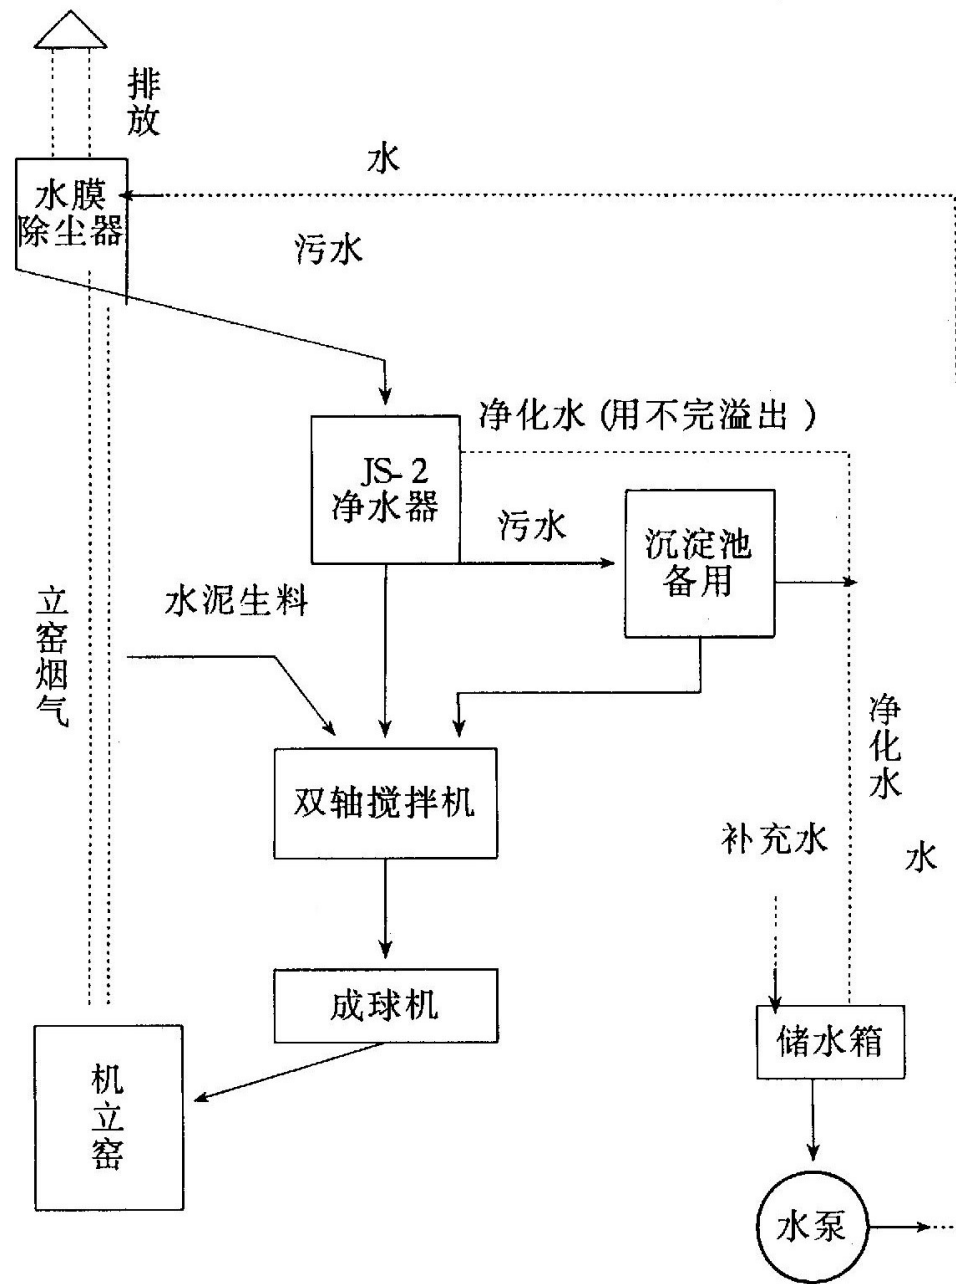 排放
水
水膜
除尘器
污水
净化水(用不完溢出)
JS-2
净水器
污水
沉淀池
备用
水泥生料
立窑烟气
净化水
双轴搅拌机
补充水
水
成球机
储水箱
机立窑
水泵